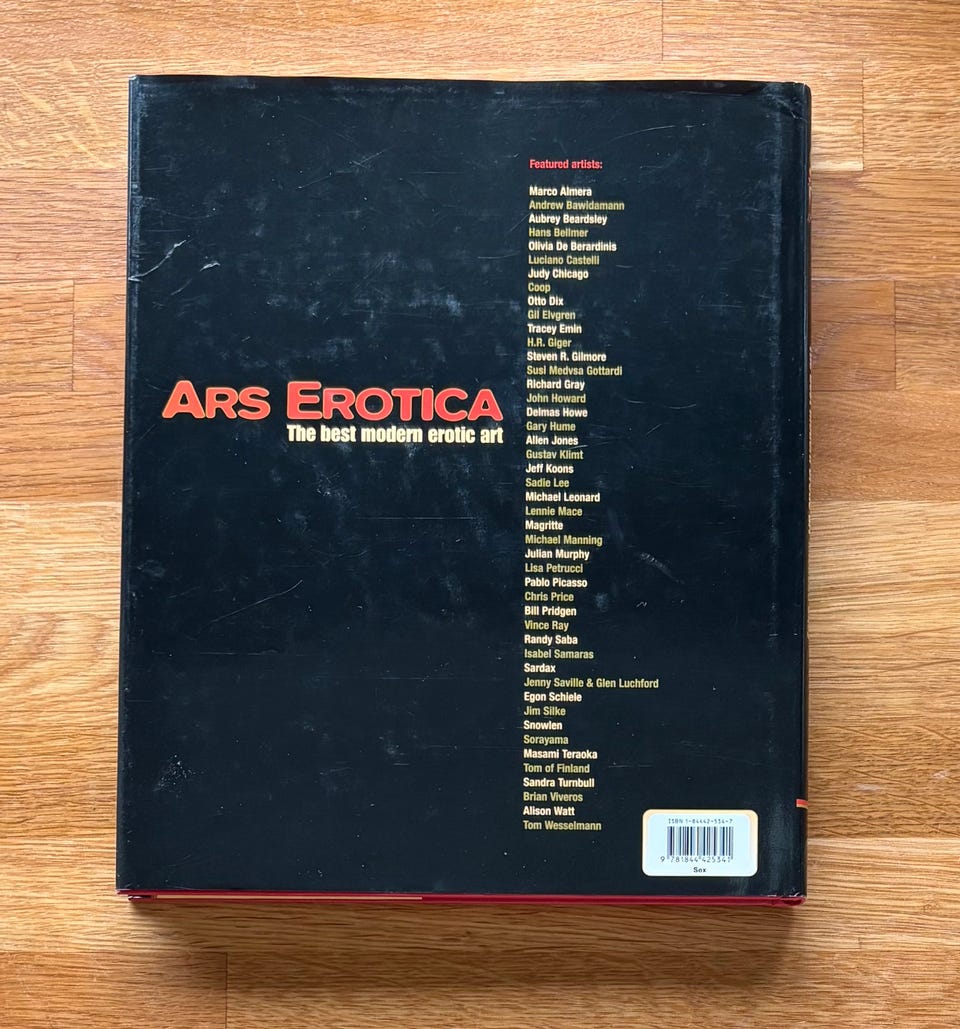 ARS EROTICA
The best modern erotic art
Featured artists:
Marco Almera
Andrew Bawidamann
Aubrey Beardsley
Hans Bellmer
Olivia De Berardinis
Luciano Castelli
Judy Chicago
Coop
Otto Dix
Gil Elvgren
Tracey Emin
H.R. Giger
Steven R. Gilmore
Susi Medvsa Gottardi
Richard Gray
John Howard
Delmas Howe
Gary Hume
Allen Jones
Gustav Klimt
Jeff Koons
Sadie Lee
Michael Leonard
Lennie Mace
Magritte
Michael Manning
Julian Murphy
Lisa Petrucci
Pablo Picasso
Chris Price
Bill Pridgen
Vince Ray
Randy Saba
Isabel Samaras
Sardax
Jenny Saville & Glen Luchford
Egon Schiele
Jim Silke
Snowlen
Sorayama
Masami Teraoka
Tom of Finland
Sandra Turnbull
Brian Viveros
Alison Watt
Tom Wesselmann
ISBN 1-84442-534-7
9 781844 425341
Sex